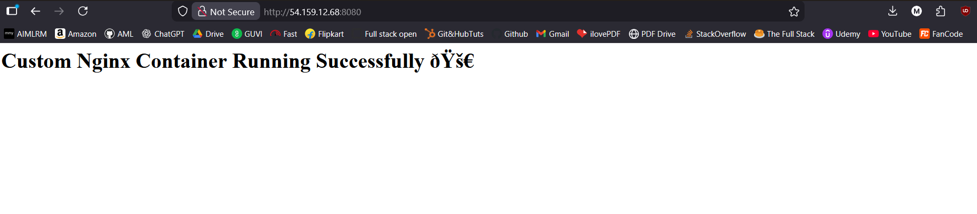 Not Secure http://54.159.12.68:8080
AIMLRM Amazon AML ChatGPT Drive GUVI Fast Flipkart Full stack open Git&HubTuts Github Gmail ilovePDF PDF Drive StackOverflow The Full Stack Udemy YouTube FanCode
Custom Nginx Container Running Successfully ðŸš€